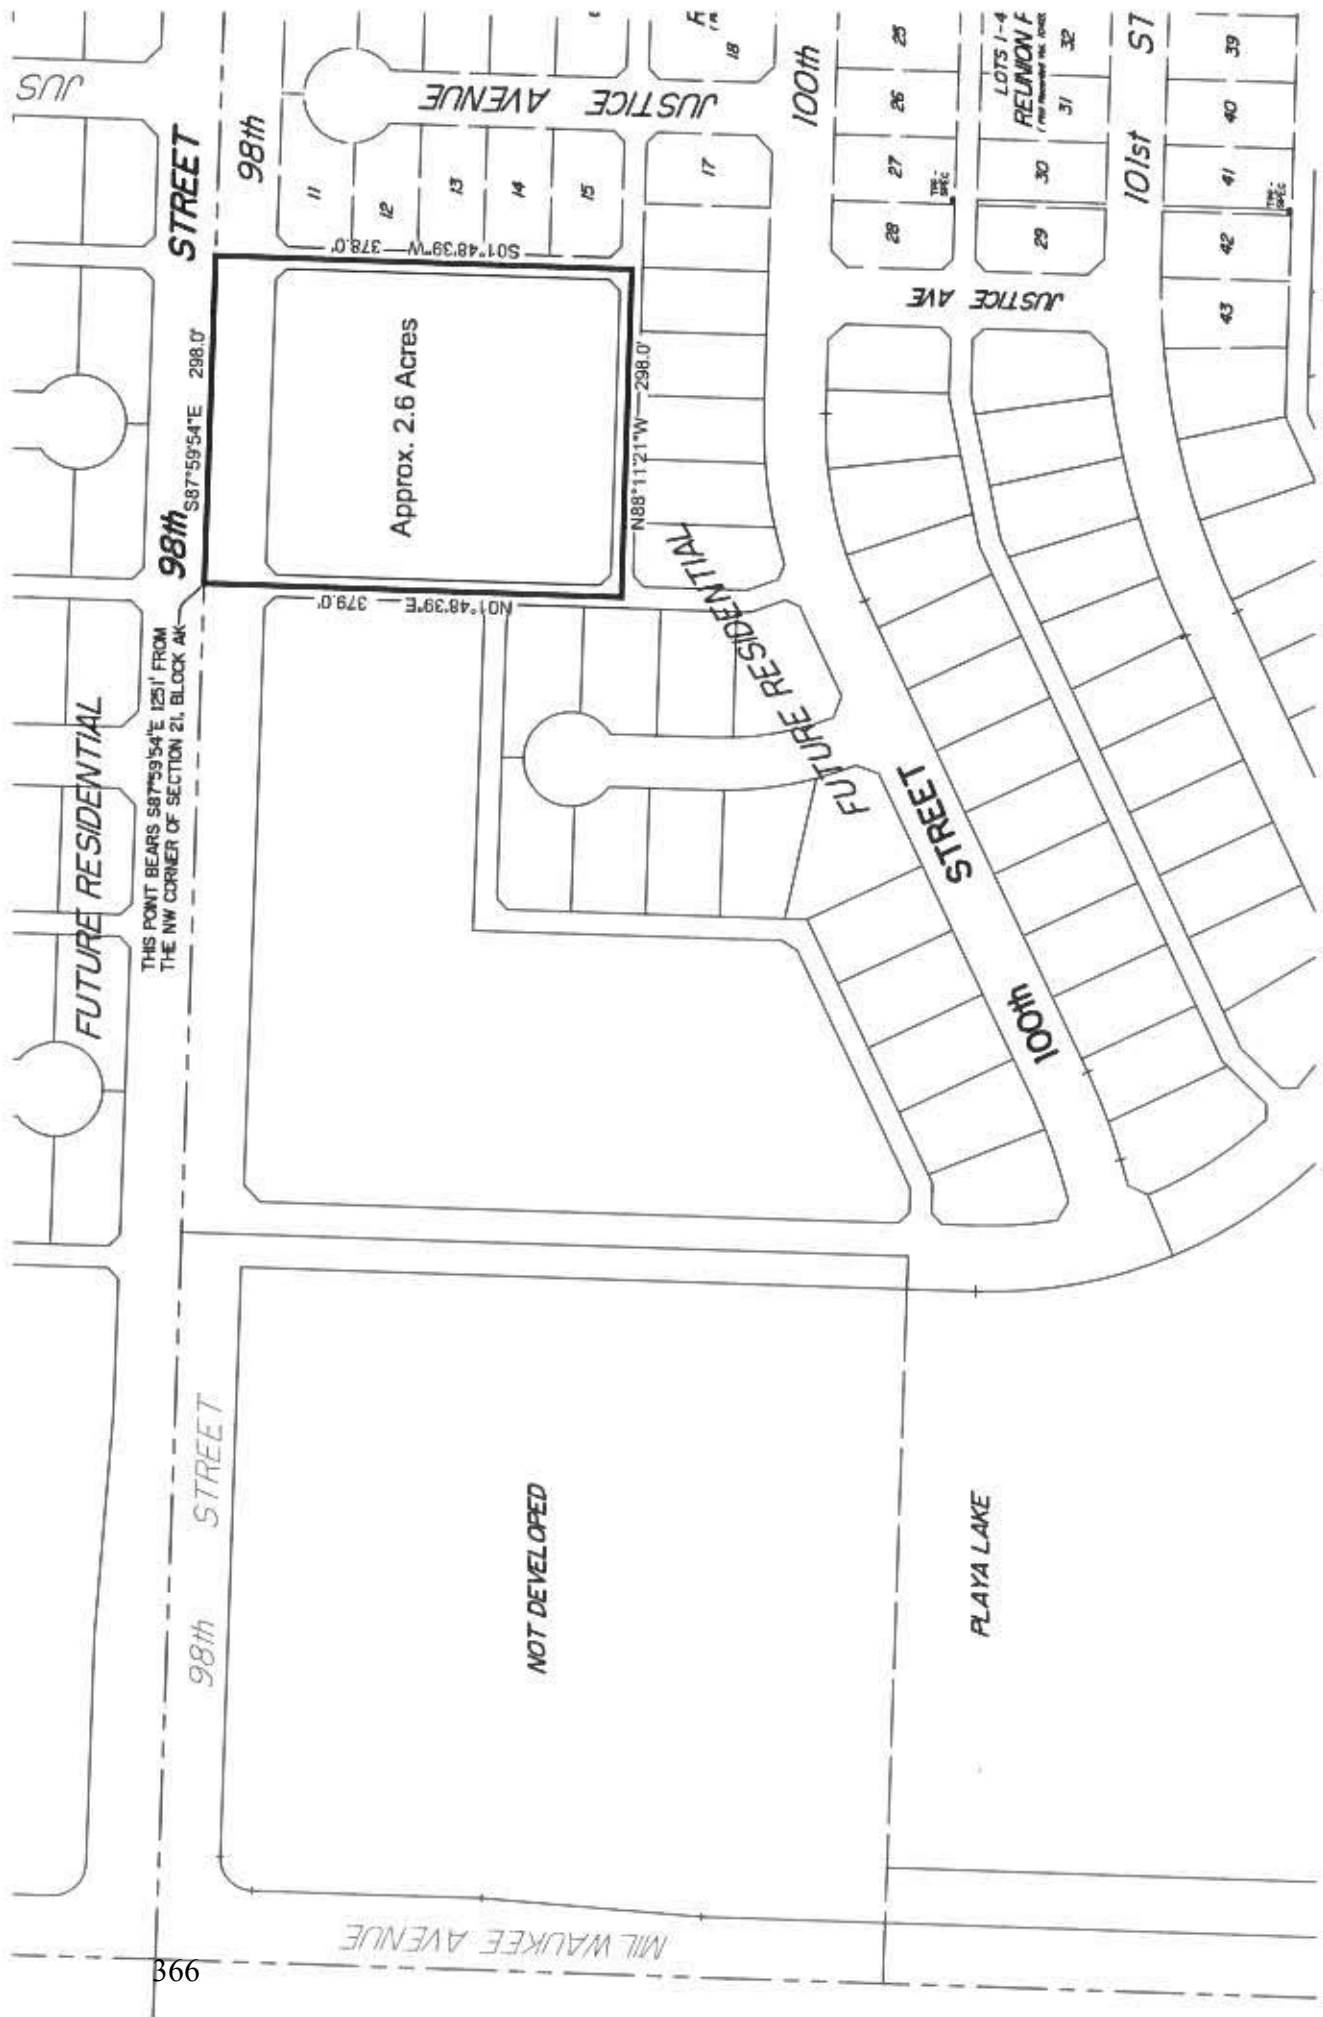 JUS
STREET
98th
98th
S87°59'54"E 298.0'
S01°48'39"W 378.0'
N88°11'21"W 298.0'
N01°48'39"E 379.0'
Approx. 2.6 Acres
FUTURE RESIDENTIAL
THIS POINT BEARS S87°59'54"E 1251' FROM
THE NW CORNER OF SECTION 21, BLOCK AK
JUSTICE AVENUE
11
12
13
14
15
17
18
100th
25
26
27
28
LOTS 1-4
REUNION P
32
31
30
29
101st ST
39
40
41
42
43
JUSTICE AVE
FUTURE RESIDENTIAL
100th STREET
98th STREET
NOT DEVELOPED
PLAYA LAKE
MILWAUKEE AVENUE
366